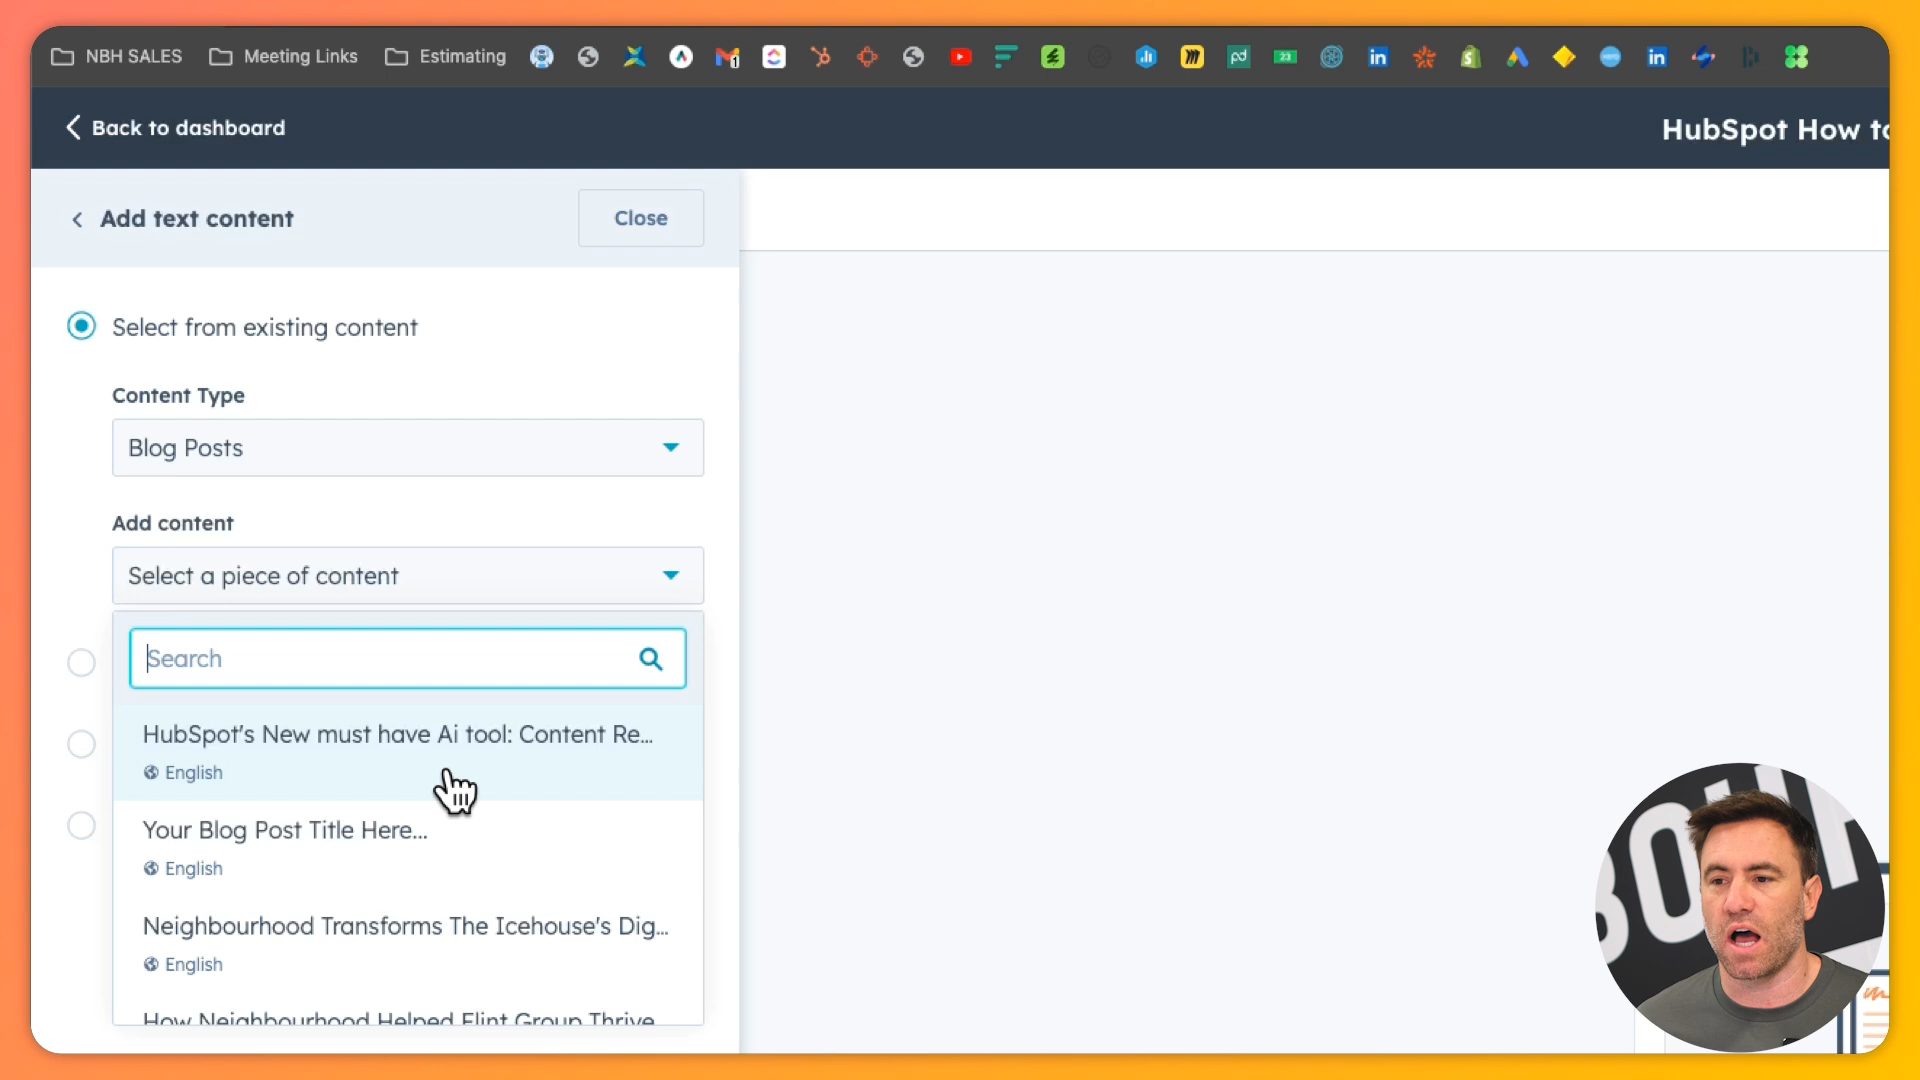 NBH SALES
Meeting Links
Estimating
Back to dashboard
HubSpot How to
Add text content
Close
Select from existing content
Content Type
Blog Posts
Add content
Select a piece of content
Search
HubSpot's New must have Ai tool: Content Re...
English
Your Blog Post Title Here...
English
Neighbourhood Transforms The Icehouse's Dig...
English
How Neighbourhood Helped Flint Group Thrive